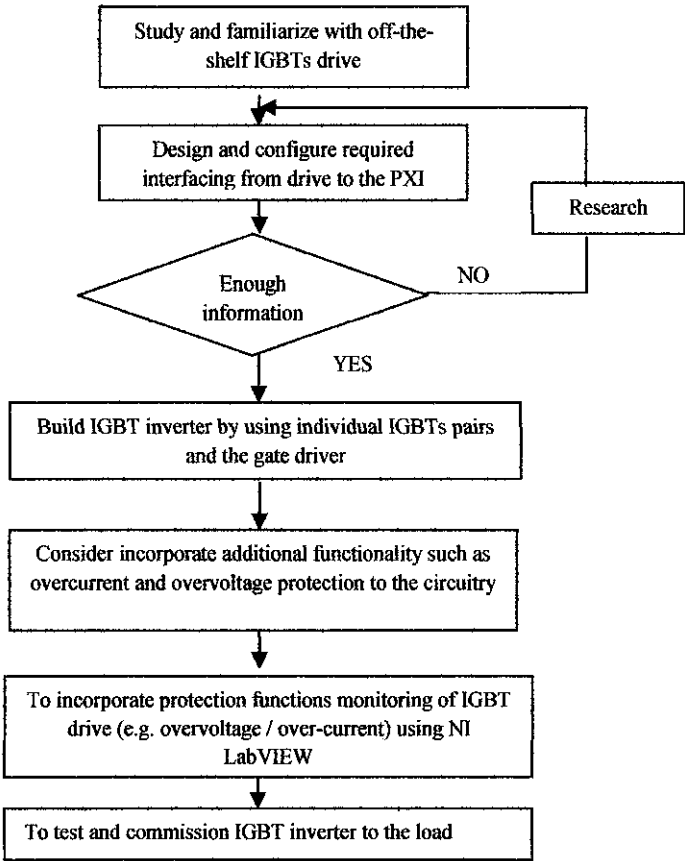 Study and familiarize with off-the-
shelf IGBTs drive
Design and configure required
interfacing from drive to the PXI
Research
Enough
information
NO
YES
Build IGBT inverter by using individual IGBTs pairs
and the gate driver
Consider incorporate additional functionality such as
overcurrent and overvoltage protection to the circuitry
To incorporate protection functions monitoring of IGBT
drive (e.g. overvoltage / over-current) using NI
LabVIEW
To test and commission IGBT inverter to the load